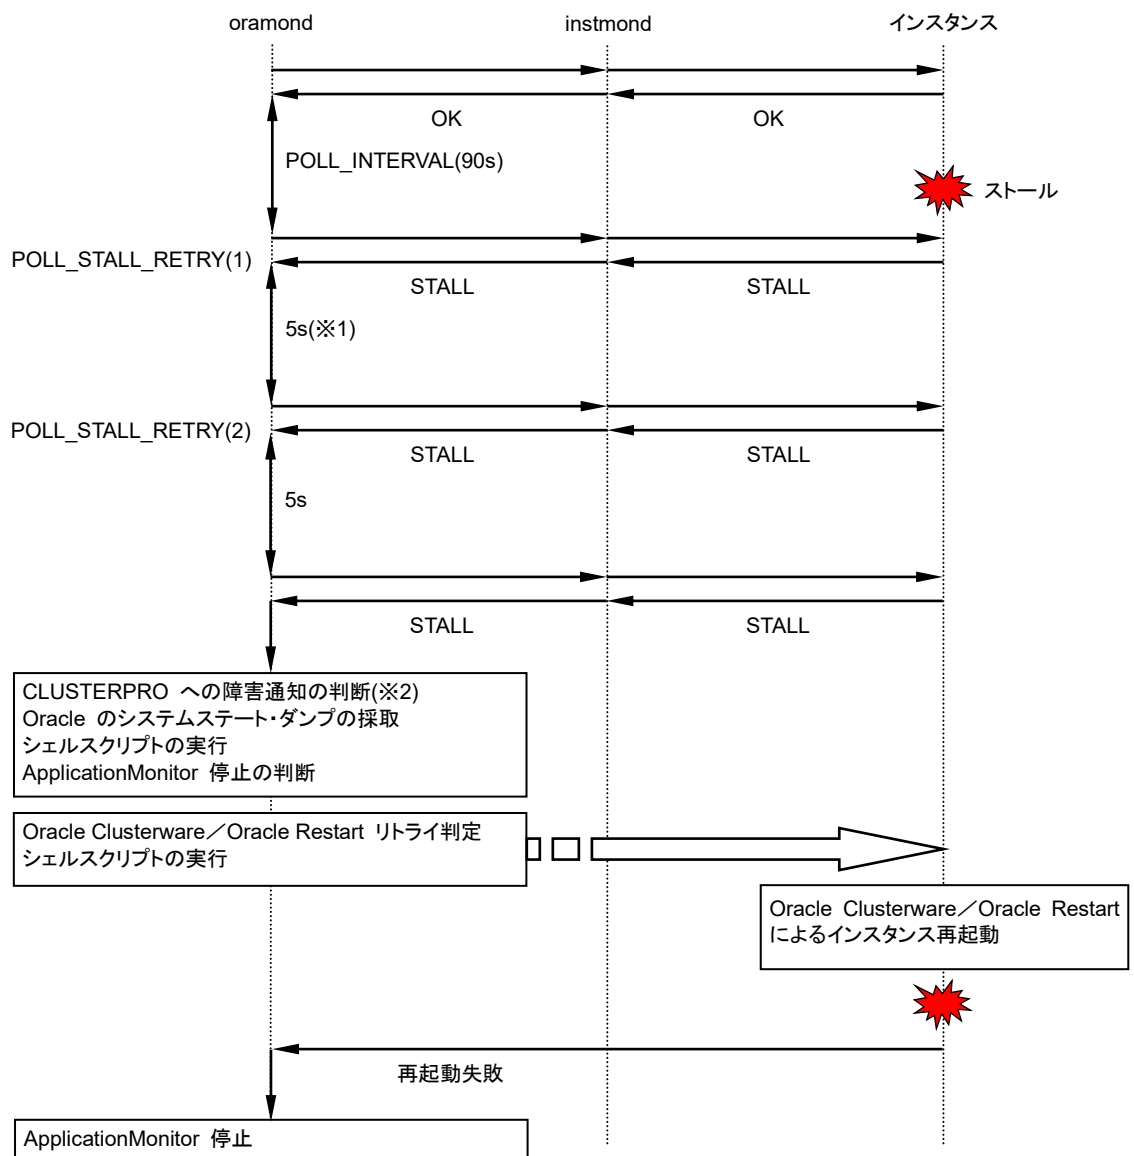 oramond
instmond
インスタンス
OK
OK
POLL_INTERVAL(90s)
ストール
POLL_STALL_RETRY(1)
STALL
STALL
5s(※1)
POLL_STALL_RETRY(2)
STALL
STALL
5s
STALL
STALL
CLUSTERPRO への障害通知の判断(※2)
Oracle のシステムステート・ダンプの採取
シェルスクリプトの実行
ApplicationMonitor 停止の判断
Oracle Clusterware／Oracle Restart リトライ判定
シェルスクリプトの実行
Oracle Clusterware／Oracle Restart
によるインスタンス再起動
再起動失敗
ApplicationMonitor 停止